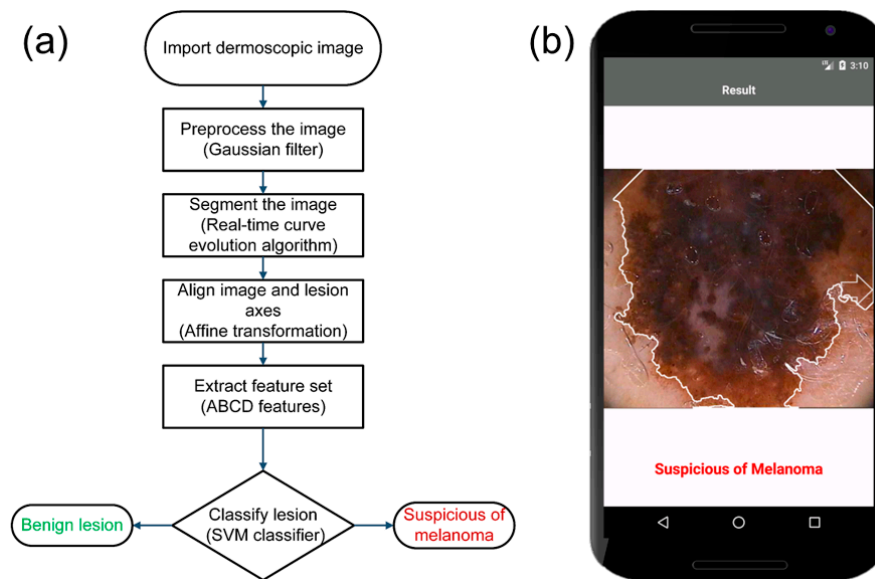 (a)
Import dermoscopic image
Preprocess the image
(Gaussian filter)
Segment the image
(Real-time curve
evolution algorithm)
Align image and lesion
axes
(Affine transformation)
Extract feature set
(ABCD features)
Classify lesion
(SVM classifier)
Benign lesion
Suspicious of
melanoma
(b)
3:10
Result
Suspicious of Melanoma